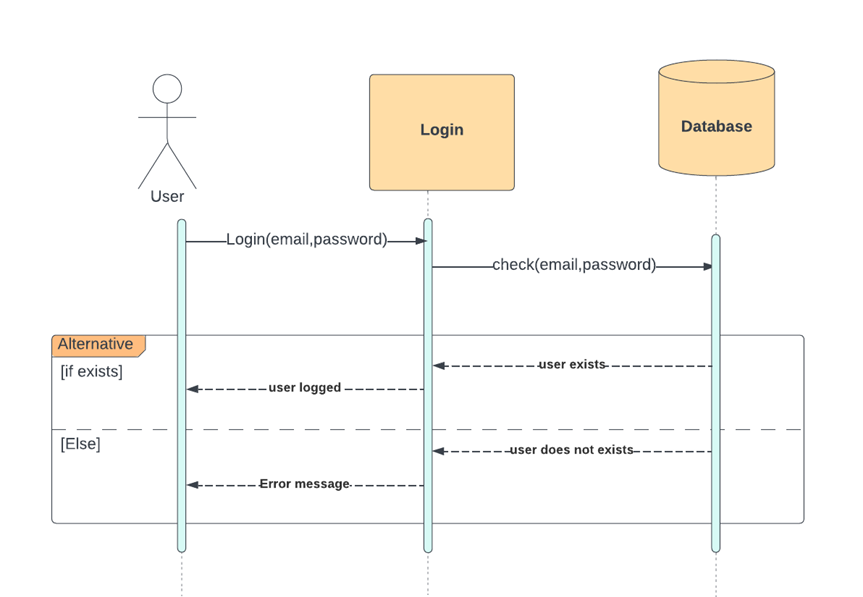 User
Login
Database
Login(email,password)
check(email,password)
Alternative
[if exists]
user exists
user logged
[Else]
user does not exists
Error message